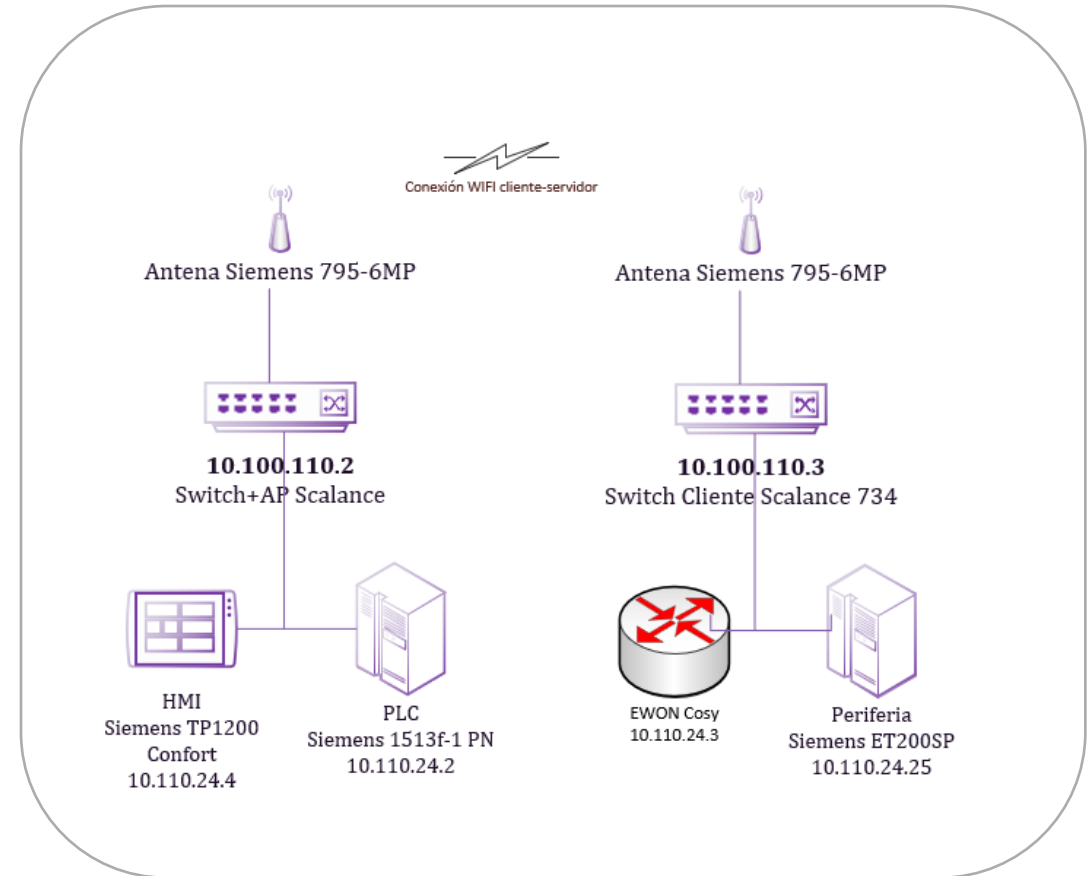 Conexión WIFI cliente-servidor
Antena Siemens 795-6MP
Antena Siemens 795-6MP
10.100.110.2
Switch+AP Scalance
10.100.110.3
Switch Cliente Scalance 734
HMI
Siemens TP1200
Confort
10.110.24.4
PLC
Siemens 1513f-1 PN
10.110.24.2
EWON Cosy
10.110.24.3
Periferia
Siemens ET200SP
10.110.24.25